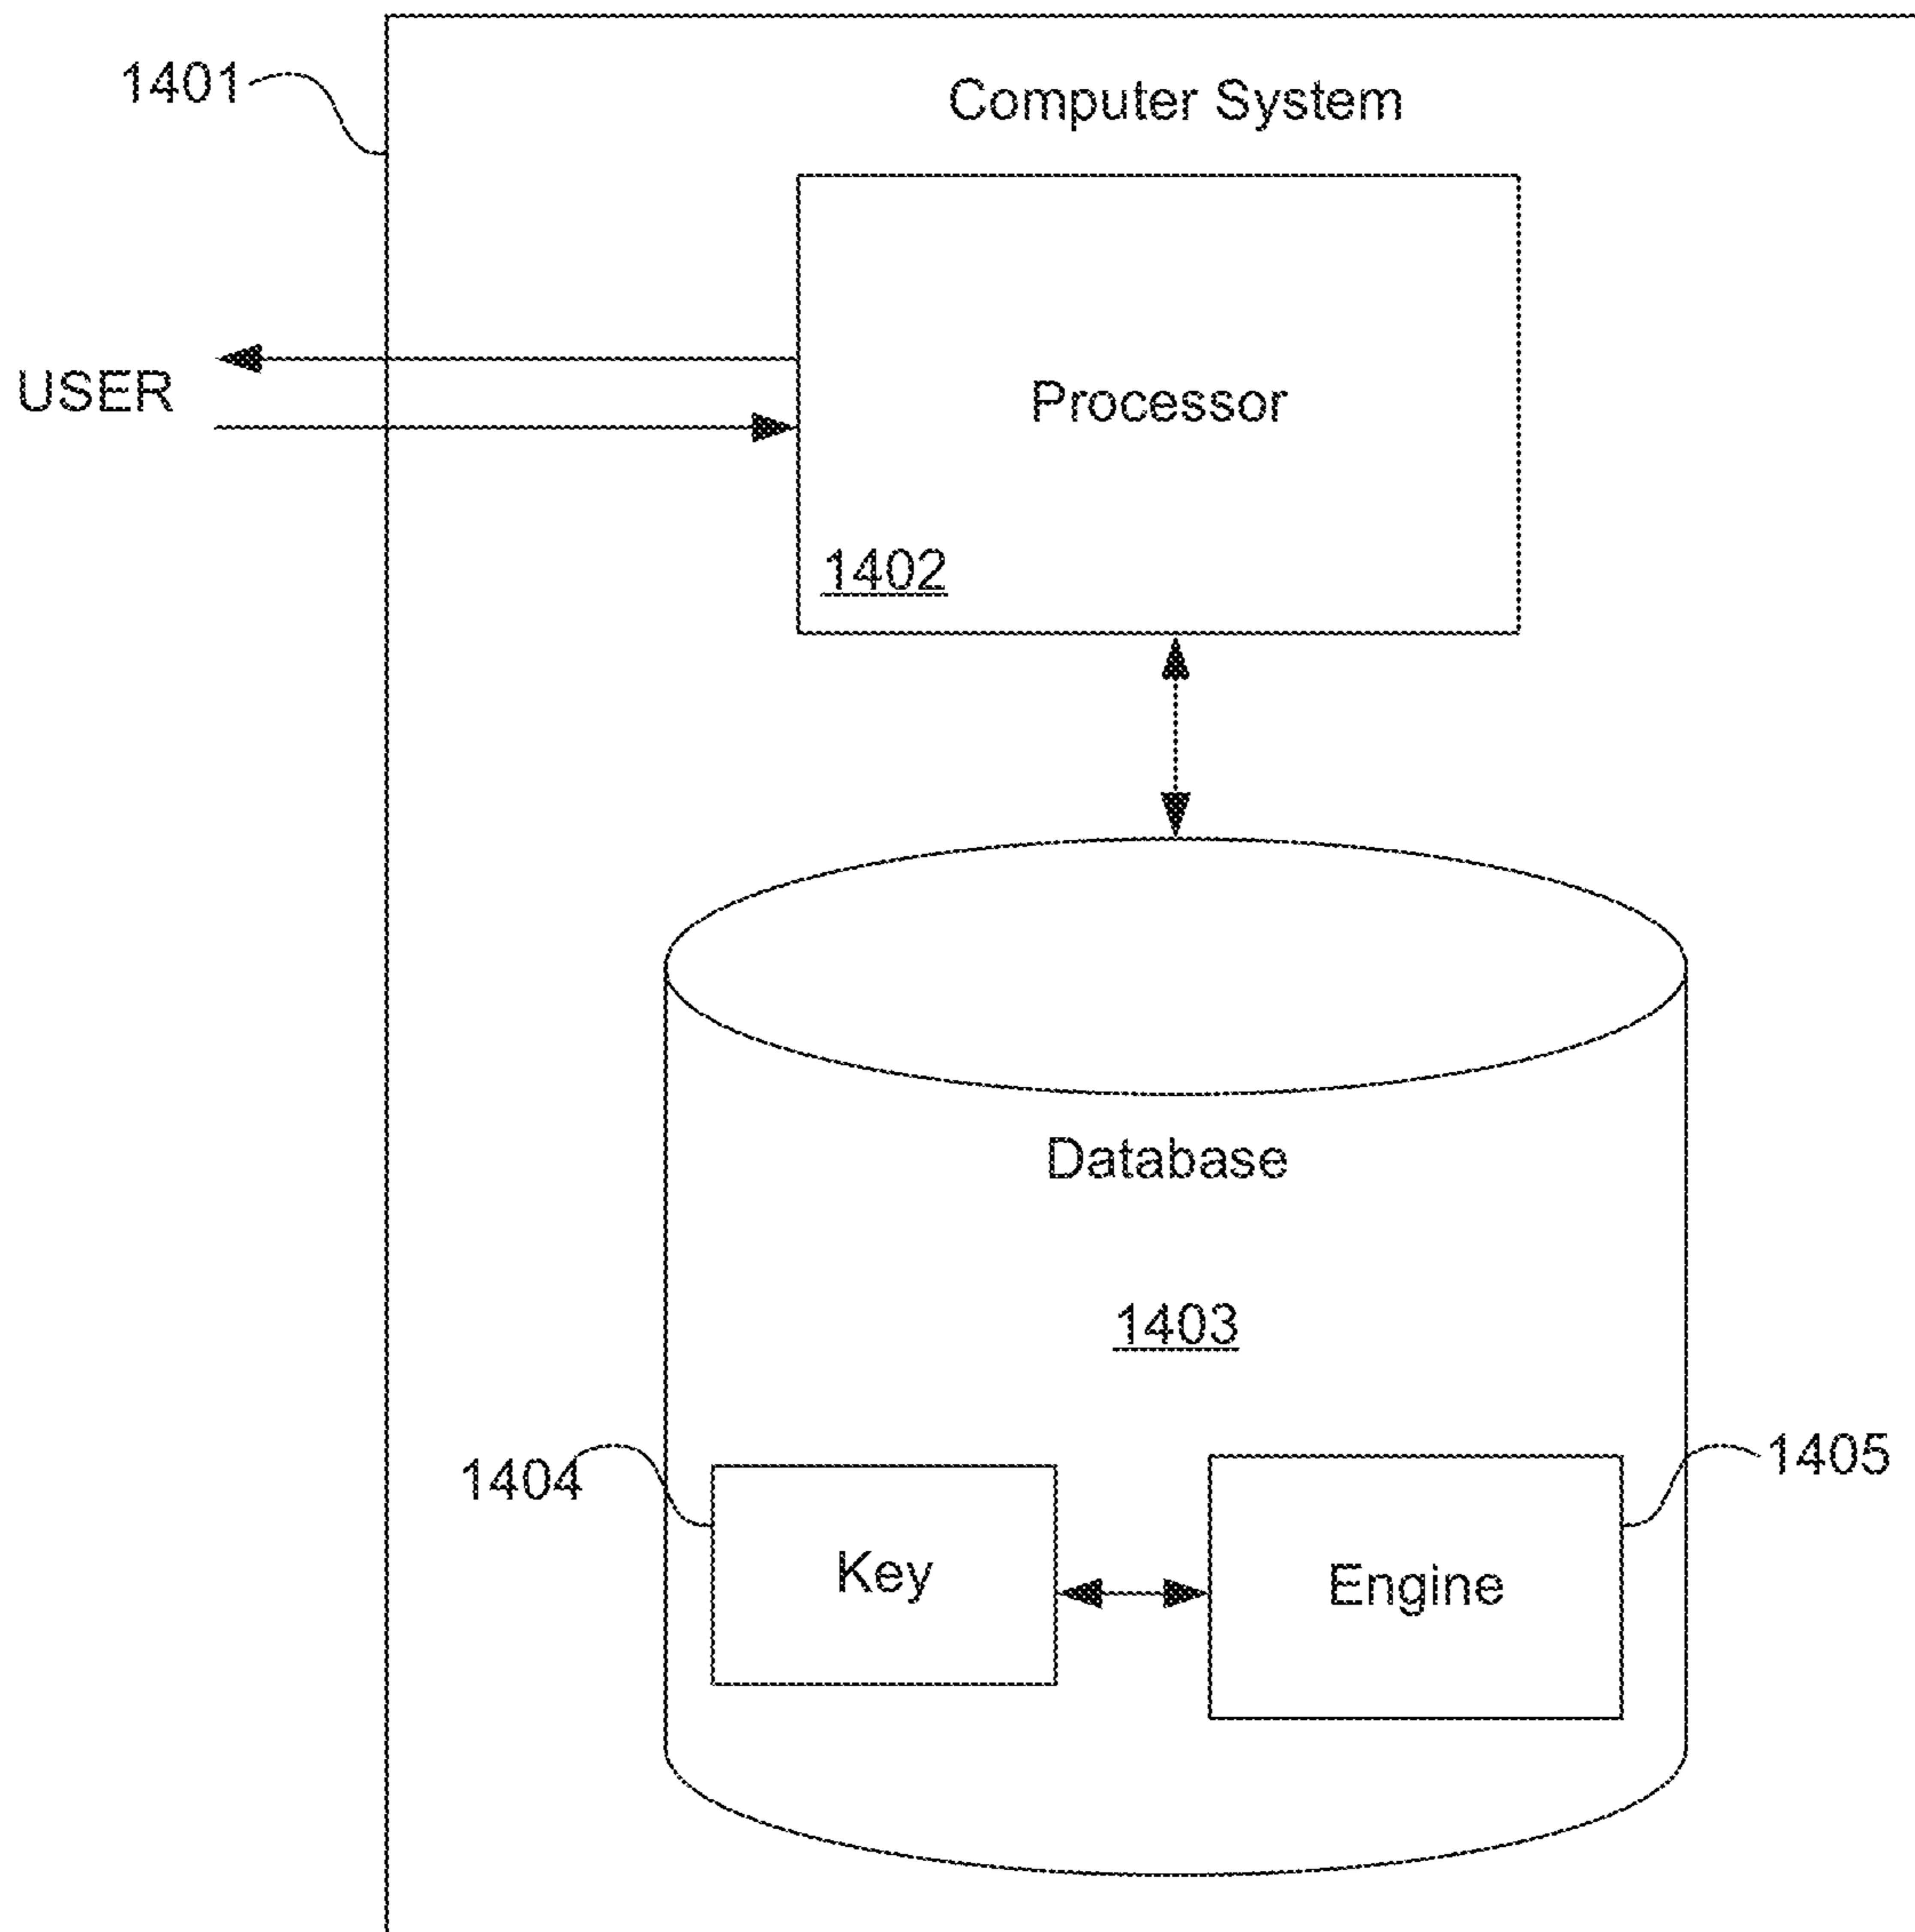 1401
Computer System
USER
Processor
1402
Database
1403
1404
1405
Key
Engine